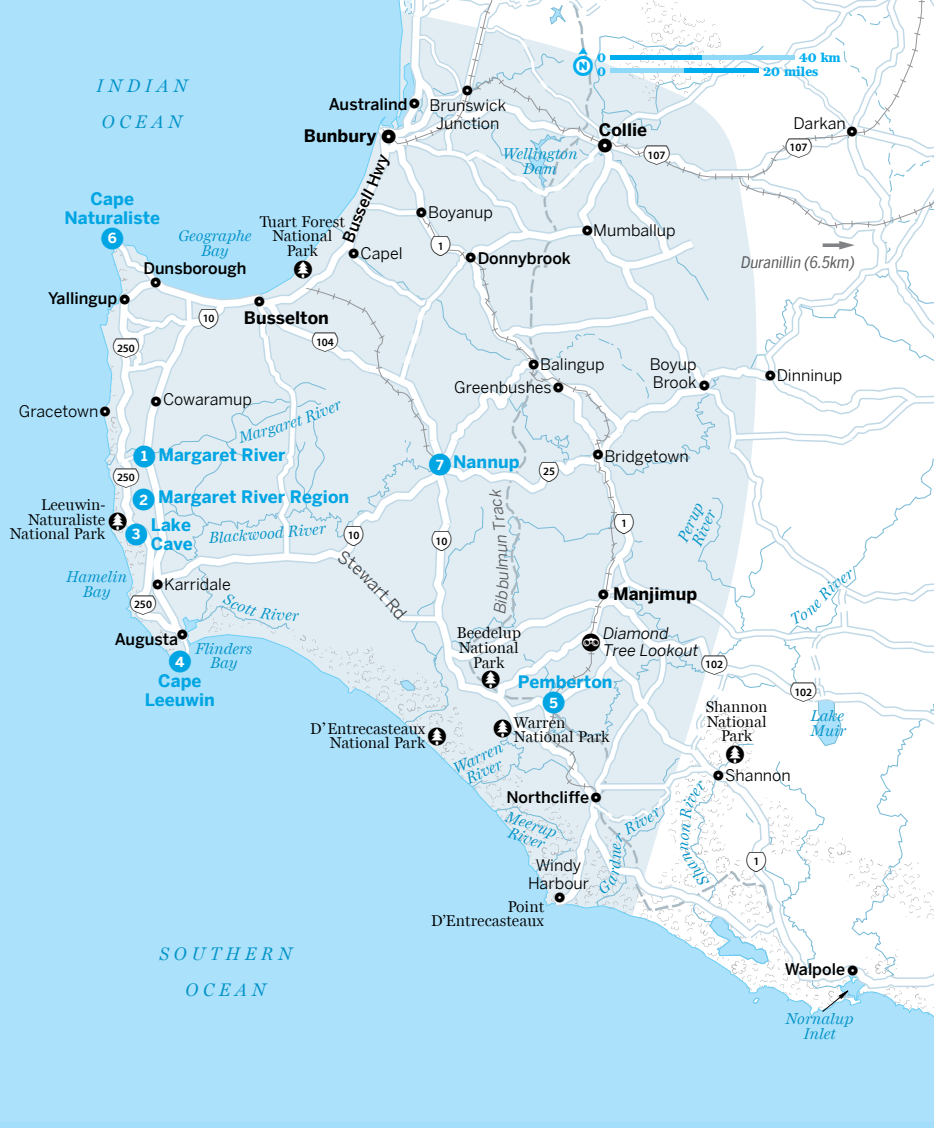 INDIAN
OCEAN
N
0
40 km
0
20 miles
Australind
Brunswick
Junction
Bunbury
Collie
Darkan
107
107
Wellington
Dam
Bussell Hwy
Cape
Naturaliste
6
Geographe
Bay
Tuart Forest
National
Park
Boyanup
1
Mumballup
Capel
Donnybrook
Duranillin (6.5km)
Dunsborough
Yallingup
Busselton
10
104
250
Balingup
Greenbushes
Boyup
Brook
Dinninup
Gracetown
Cowaramup
Margaret River
1
Margaret River
7
Nannup
Bridgetown
25
250
2
Margaret River Region
Leeuwin-
Naturaliste
National Park
3
Lake
Cave
Blackwood River
10
10
Bibbulmun Track
1
Perup
River
Stewart Rd
Hamelin
Bay
Karridale
250
Scott River
Manjimup
Tone River
Augusta
Flinders
Bay
4
Cape
Leeuwin
Beedelup
National
Park
Diamond
Tree Lookout
102
102
Pemberton
5
Shannon
National
Park
Lake
Muir
D'Entrecasteaux
National Park
Warren
National Park
Warren
River
Shannon
Northcliffe
Meerup
River
Gardner River
Shannon River
1
Windy
Harbour
Point
D'Entrecasteaux
SOUTHERN
OCEAN
Walpole
Nornalup
Inlet